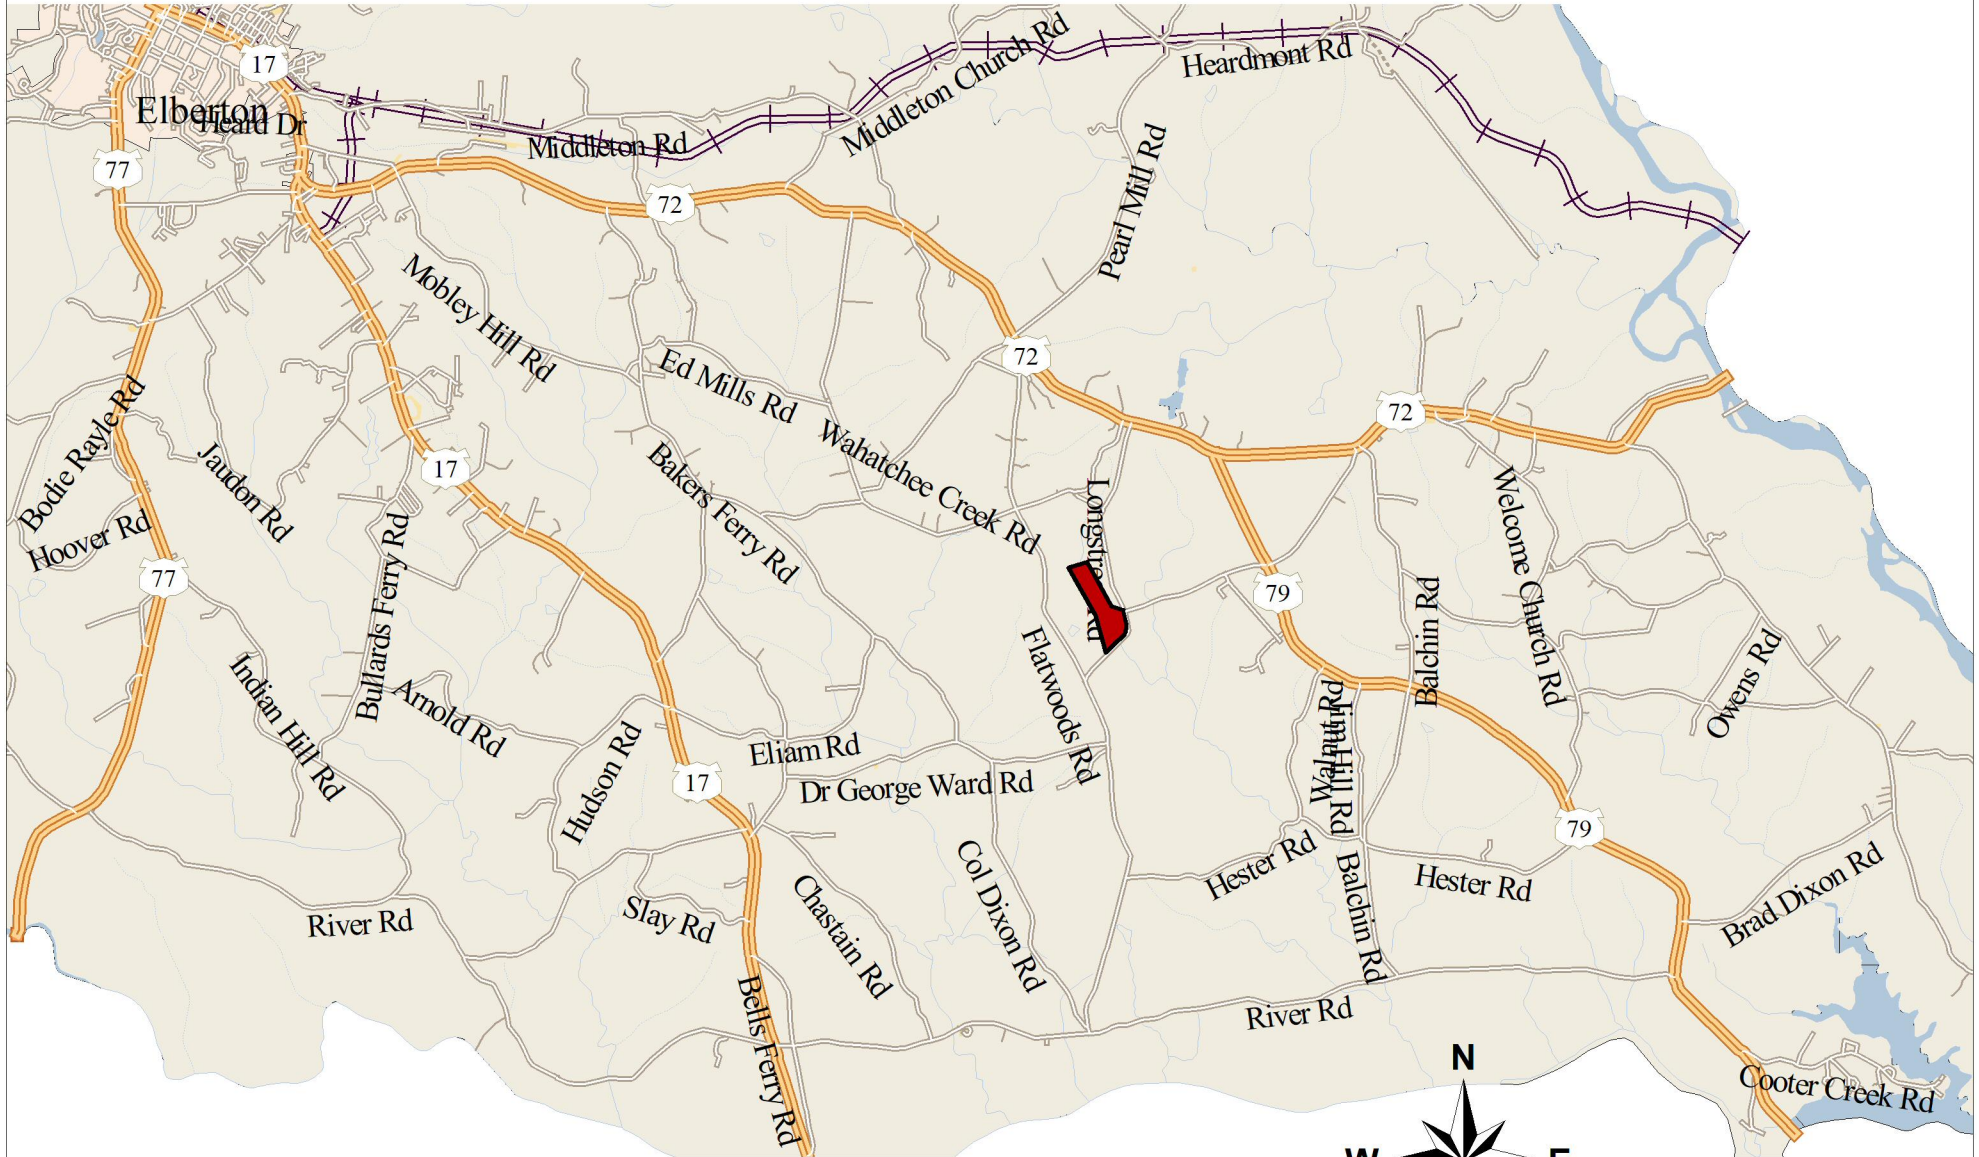 17
Heardmont Rd
Middleton Church Rd
Elberton
Heard Dr
Middleton Rd
77
72
Pearl Mill Rd
Mobley Hill Rd
72
Ed Mills Rd
72
Bodie Rayle Rd
Jaudon Rd
17
Bakers Ferry Rd
Wahatchee Creek Rd
Welcome Church Rd
Hoover Rd
Bullards Ferry Rd
Longstre
Rd
77
79
Balchin Rd
Flatwoods Rd
Owens Rd
Indian Hill Rd
Arnold Rd
Walnut Rd
Jim Hill Rd
Hudson Rd
Eliam Rd
17
Dr George Ward Rd
79
Col Dixon Rd
Hester Rd
Balchin Rd
Hester Rd
Brad Dixon Rd
River Rd
Slay Rd
Chastain Rd
Bells Ferry Rd
River Rd
N
Cooter Creek Rd
W
E